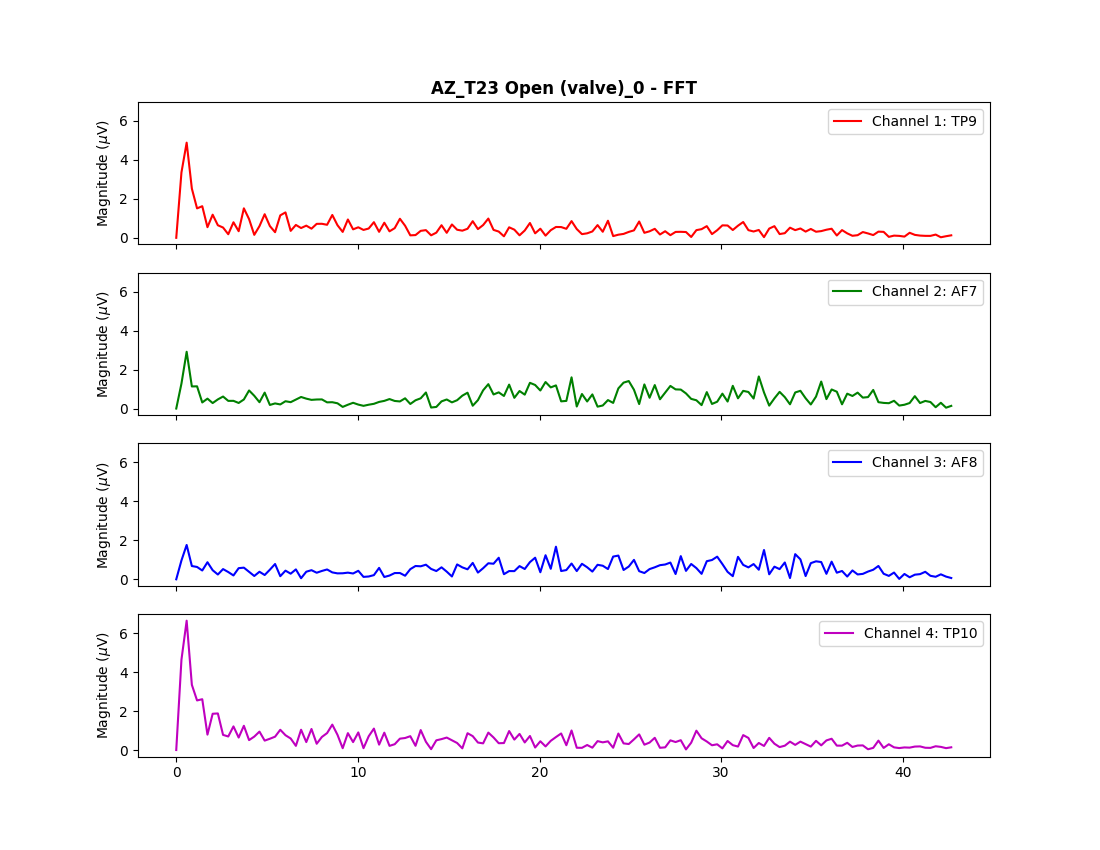 AZ_T23 Open (valve)_0 - FFT
Magnitude (μV)
6
4
2
0
Channel 1: TP9
Magnitude (μV)
6
4
2
0
Channel 2: AF7
Magnitude (μV)
6
4
2
0
Channel 3: AF8
Magnitude (μV)
6
4
2
0
Channel 4: TP10
0 10 20 30 40